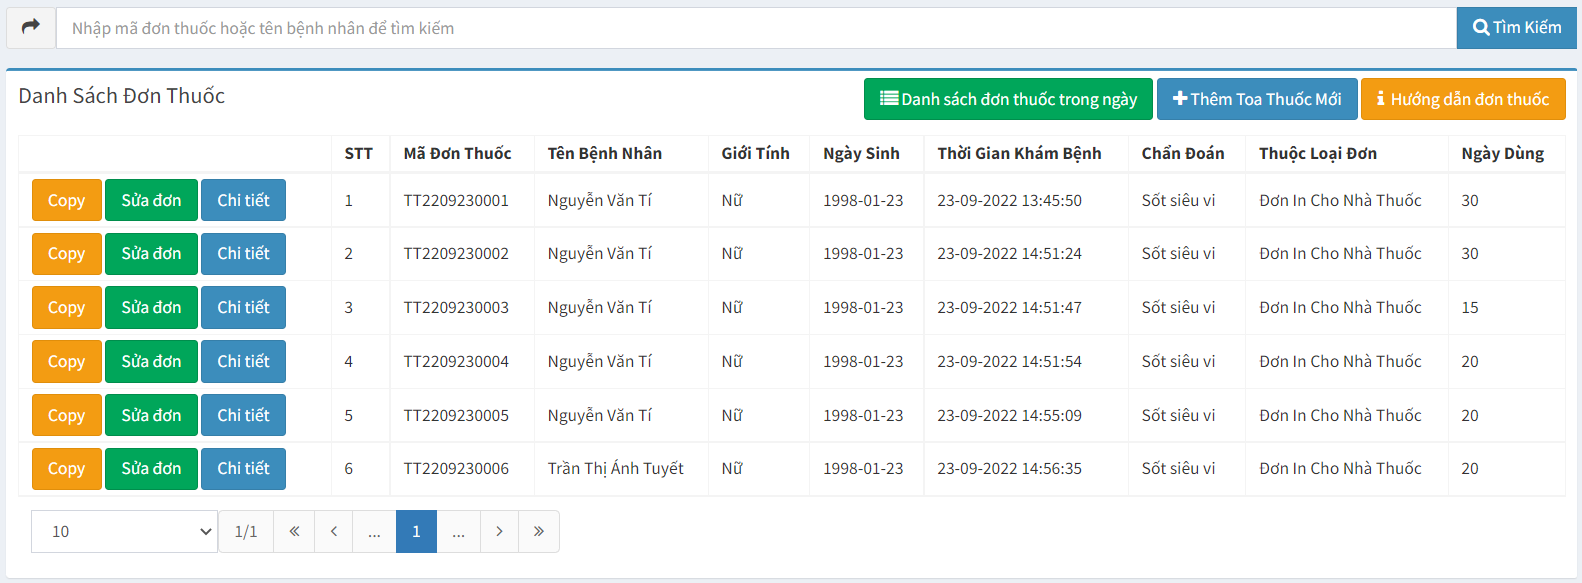 Nhập mã đơn thuốc hoặc tên bệnh nhân để tìm kiếm Tìm Kiếm
Danh Sách Đơn Thuốc Danh sách đơn thuốc trong ngày Thêm Toa Thuốc Mới Hướng dẫn đơn thuốc
STT Mã Đơn Thuốc Tên Bệnh Nhân Giới Tính Ngày Sinh Thời Gian Khám Bệnh Chẩn Đoán Thuộc Loại Đơn Ngày Dùng
Copy Sửa đơn Chi tiết 1 TT2209230001 Nguyễn Văn Tí Nữ 1998-01-23 23-09-2022 13:45:50 Sốt siêu vi Đơn In Cho Nhà Thuốc 30
Copy Sửa đơn Chi tiết 2 TT2209230002 Nguyễn Văn Tí Nữ 1998-01-23 23-09-2022 14:51:24 Sốt siêu vi Đơn In Cho Nhà Thuốc 30
Copy Sửa đơn Chi tiết 3 TT2209230003 Nguyễn Văn Tí Nữ 1998-01-23 23-09-2022 14:51:47 Sốt siêu vi Đơn In Cho Nhà Thuốc 15
Copy Sửa đơn Chi tiết 4 TT2209230004 Nguyễn Văn Tí Nữ 1998-01-23 23-09-2022 14:51:54 Sốt siêu vi Đơn In Cho Nhà Thuốc 20
Copy Sửa đơn Chi tiết 5 TT2209230005 Nguyễn Văn Tí Nữ 1998-01-23 23-09-2022 14:55:09 Sốt siêu vi Đơn In Cho Nhà Thuốc 20
Copy Sửa đơn Chi tiết 6 TT2209230006 Trần Thị Ánh Tuyết Nữ 1998-01-23 23-09-2022 14:56:35 Sốt siêu vi Đơn In Cho Nhà Thuốc 20
10 1/1 « ‹ ... 1 ... › »